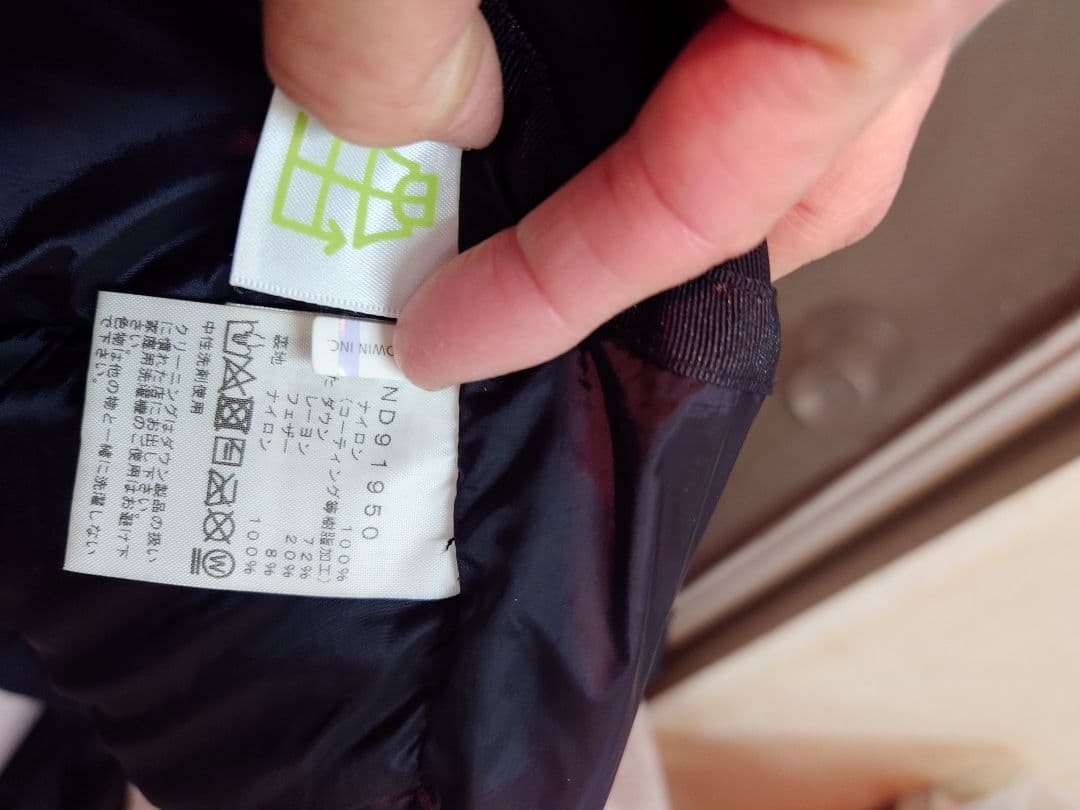 ND91950
ナイロン 100%
(コーティング等樹脂加工)
た ダウン 72%
レーヨン 20%
フェザー 8%
裏地 ナイロン 100%
W
中性洗剤使用
クリーニングはダウン製品の扱い
に慣れた店にお出し下さい。
家庭用洗濯機のご使用はお避け下
さい。
色物は他の物と一緒に洗濯しない
で下さい。
DWIN INC